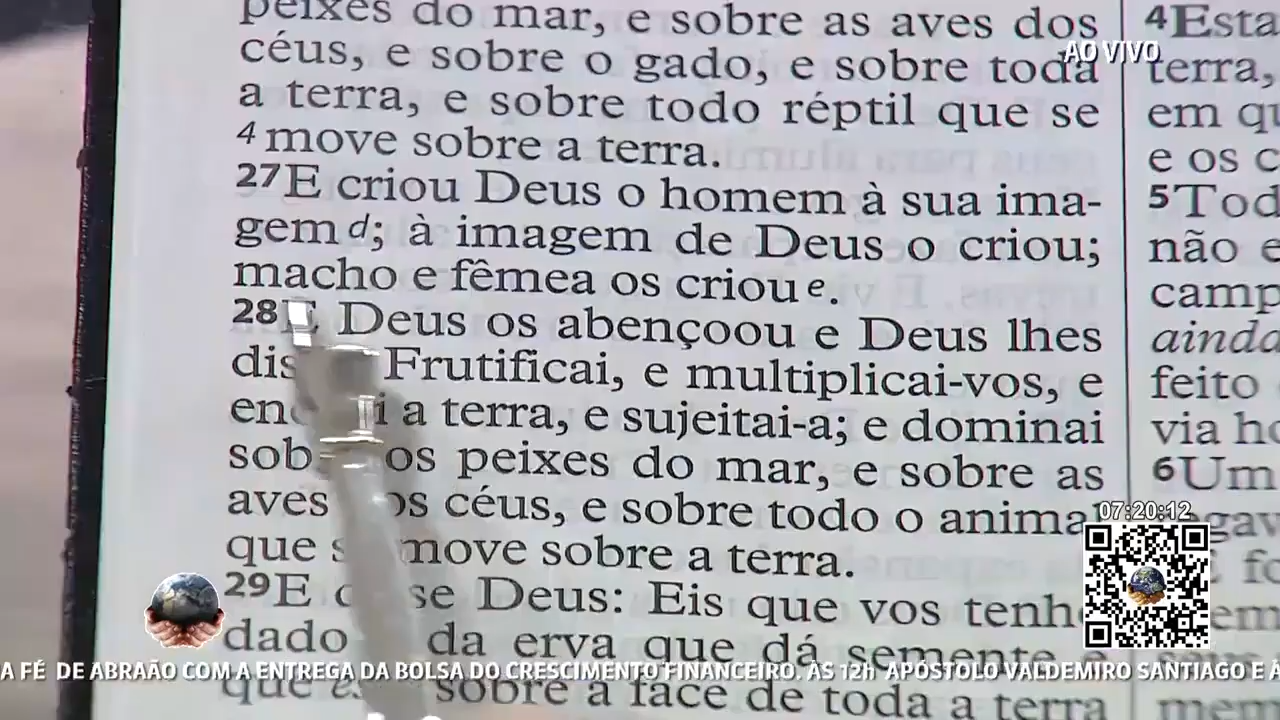 peixes do mar, e sobre as aves dos
céus, e sobre o gado, e sobre toda
a terra, e sobre todo réptil que se
4 move sobre a terra.
27 E criou Deus o homem à sua ima-
gem d; à imagem de Deus o criou;
macho e fêmea os criou e.
28 E Deus os abençoou e Deus lhes
Frutificai, e multiplicai-vos, e
a terra, e sujeitai-a; e dominai
os peixes do mar, e sobre as
aves céus, e sobre todo o animal
que move sobre a terra.
29 E Deus: Eis que vos tenho
dado da erva que dá semente
que sobre a face de toda a terra
4 Esta
terra,
em qu
e os c
5 Tod
não e
camp
ainda
feito
via ho
6 Um
AO VIVO
07:20:12
A FÉ DE ABRAÃO COM A ENTREGA DA BOLSA DO CRESCIMENTO FINANCEIRO. ÀS 12h APÓSTOLO VALDEMIRO SANTIAGO E